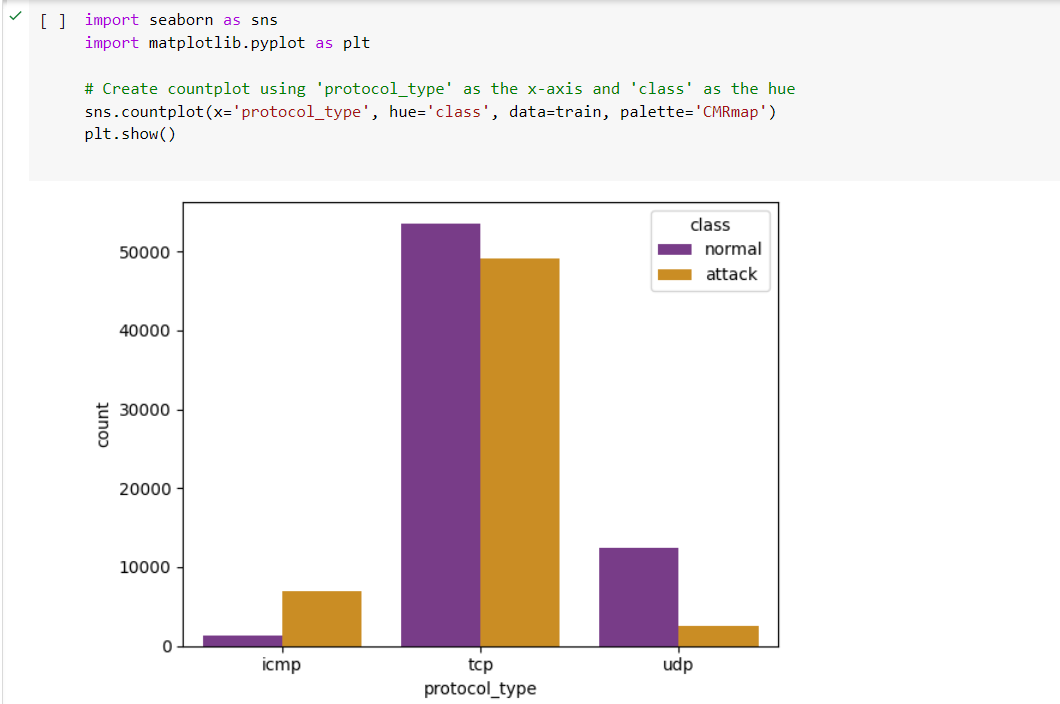 [ ] import seaborn as sns
import matplotlib.pyplot as plt
# Create countplot using 'protocol_type' as the x-axis and 'class' as the hue
sns.countplot(x='protocol_type', hue='class', data=train, palette='CMRmap')
plt.show()
class
normal
attack
50000
40000
30000
20000
10000
0
count
icmp tcp udp
protocol_type